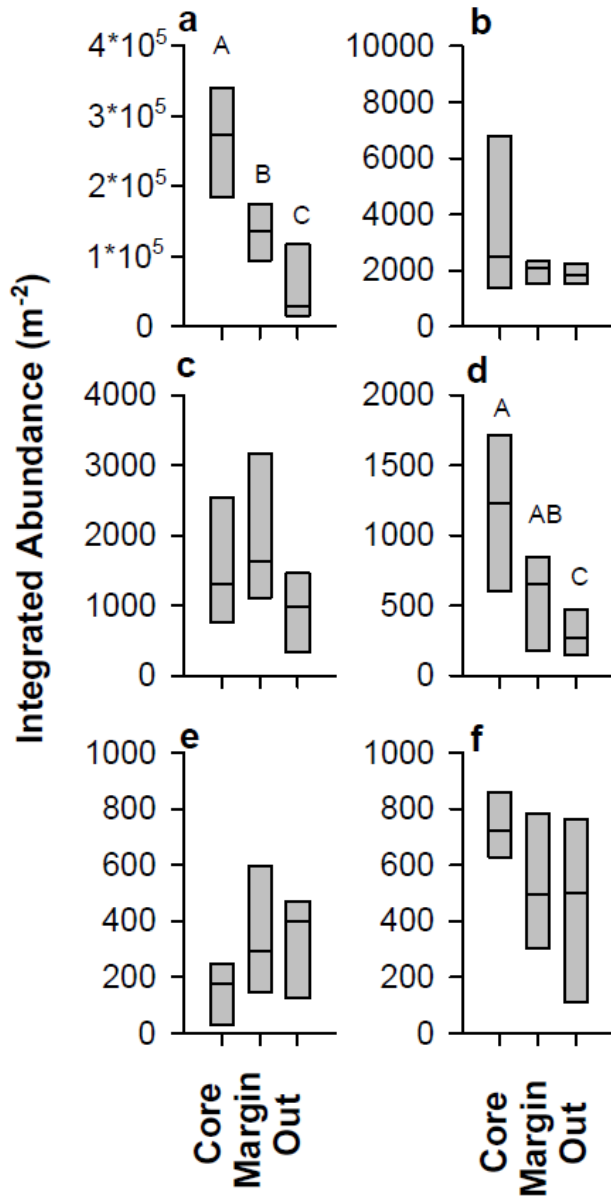 Integrated Abundance (m⁻²)
a
4*10⁵
3*10⁵
2*10⁵
1*10⁵
0
A
B
C
b
10000
8000
6000
4000
2000
0
c
4000
3000
2000
1000
0
d
2000
1500
1000
500
0
A
AB
C
e
1000
800
600
400
200
0
f
1000
800
600
400
200
0
Core
Margin
Out
Core
Margin
Out